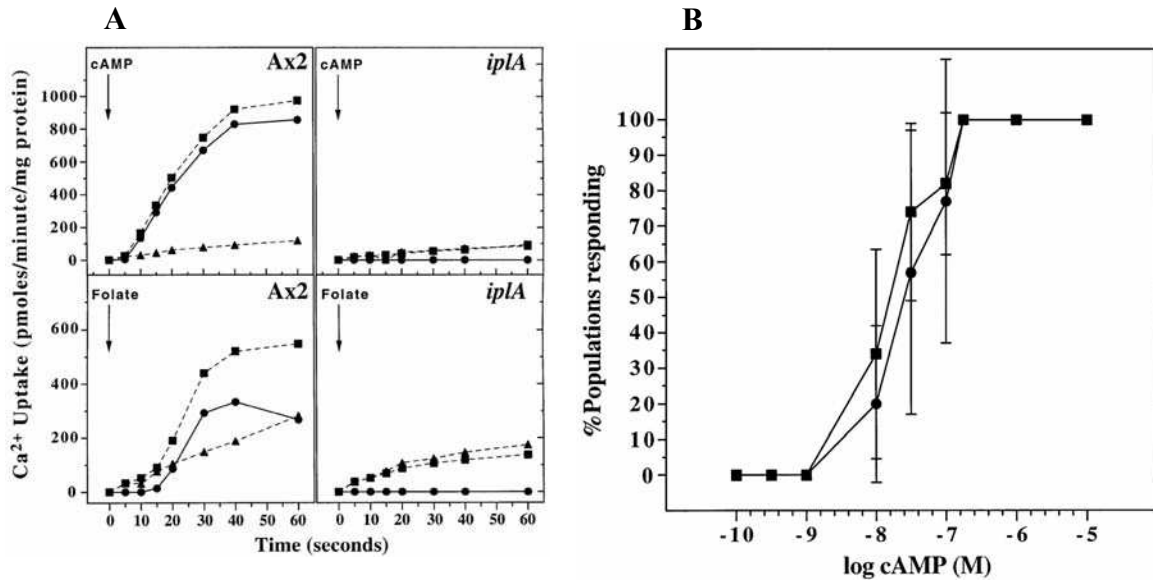 A
B
cAMP
Ax2
cAMP
iplA
Ca²⁺ Uptake (pmoles/minute/mg protein)
1000
800
600
400
200
0
Folate
Ax2
Folate
iplA
600
400
200
0
0 10 20 30 40 50 60
0 10 20 30 40 50 60
Time (seconds)
%Populations responding
100
90
80
70
60
50
40
30
20
10
0
-10 -9 -8 -7 -6 -5
log cAMP (M)